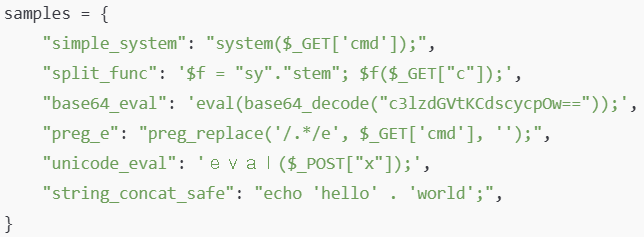 samples = {
    "simple_system": "system($_GET['cmd']);",
    "split_func": '$f = "sy"."stem"; $f($_GET["c"]);',
    "base64_eval": 'eval(base64_decode("c3lzdGVtKCdscycpOw=="));',
    "preg_e": "preg_replace('/.*/e', $_GET['cmd'], '');",
    "unicode_eval": 'ｅｖａｌ($_POST["x"]);',
    "string_concat_safe": "echo 'hello' . 'world';",
}